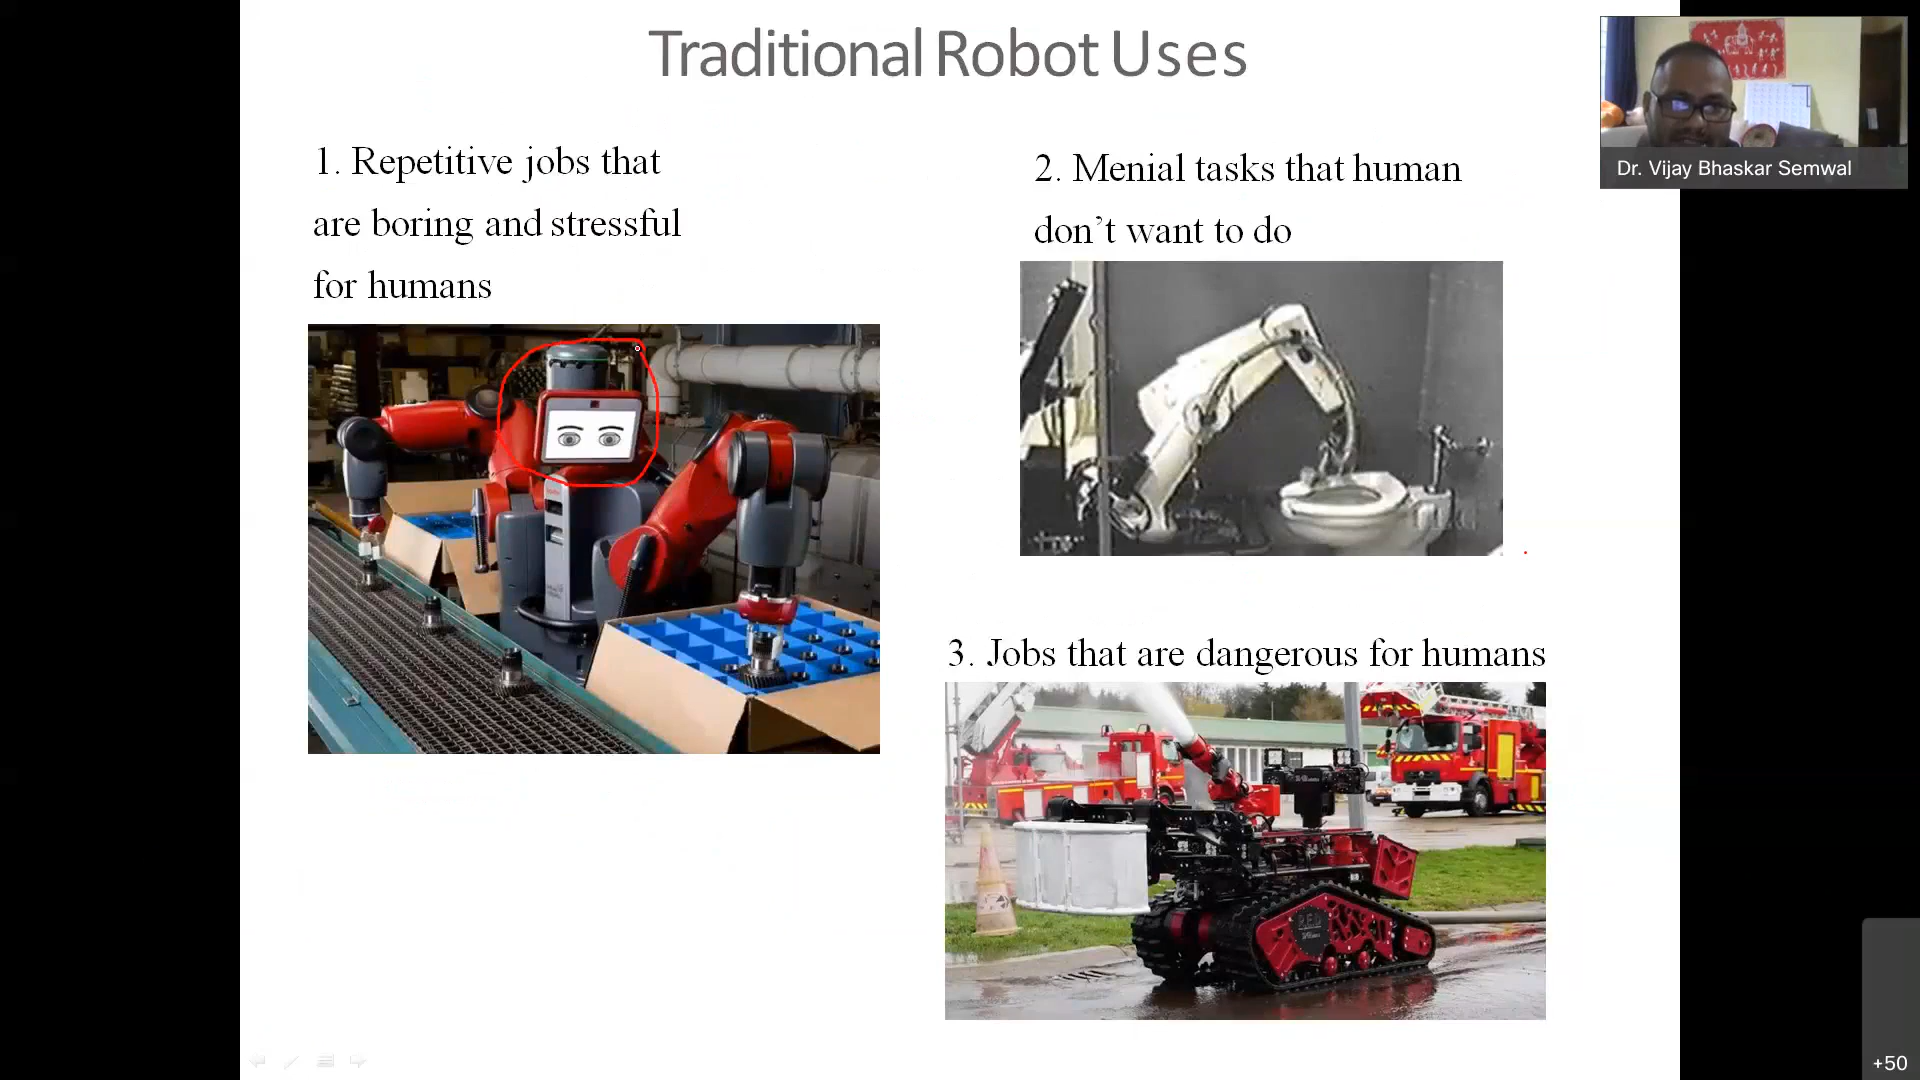 Traditional Robot Uses
Dr. Vijay Bhaskar Semwal
1. Repetitive jobs that
are boring and stressful
for humans
2. Menial tasks that human
don’t want to do
3. Jobs that are dangerous for humans
+50